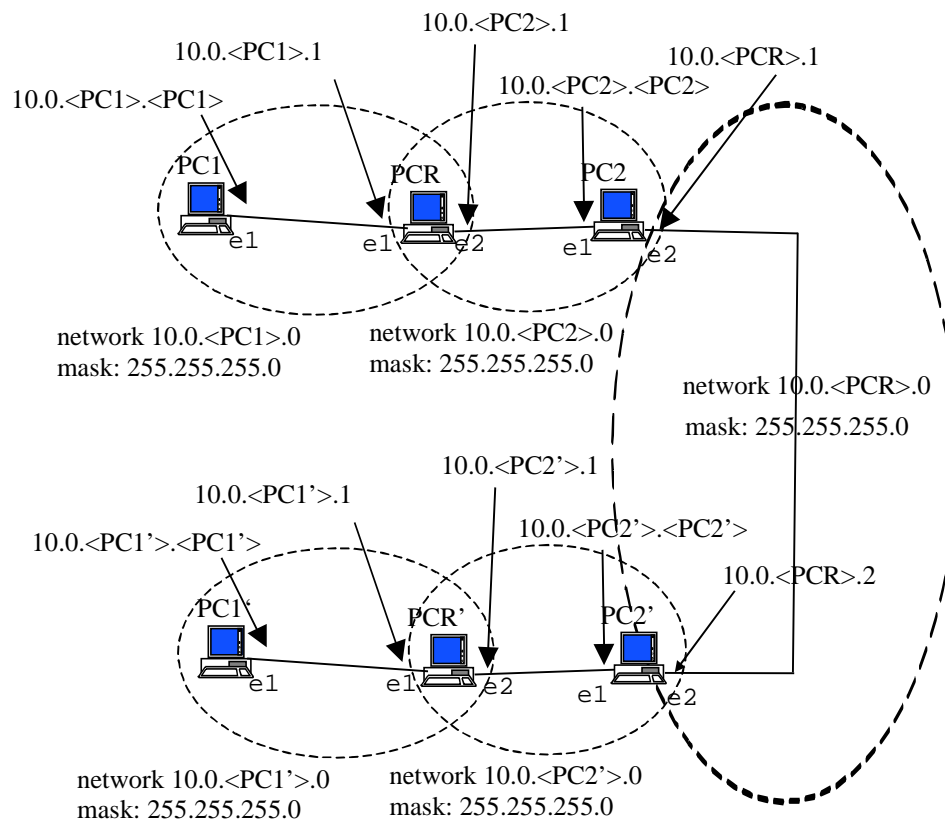 10.0.<PC2>.1
10.0.<PC1>.1
10.0.<PCR>.1
10.0.<PC2>.<PC2>
10.0.<PC1>.<PC1>
PC1
PCR
PC2
e1
e1
e2
e1
e2
network 10.0.<PC1>.0
mask: 255.255.255.0
network 10.0.<PC2>.0
mask: 255.255.255.0
network 10.0.<PCR>.0
mask: 255.255.255.0
10.0.<PC2’>.1
10.0.<PC1’>.1
10.0.<PC2’>.<PC2’>
10.0.<PC1’>.<PC1’>
10.0.<PCR>.2
PC1‘
PCR’
PC2’
e1
e1
e2
e1
e2
network 10.0.<PC1’>.0
mask: 255.255.255.0
network 10.0.<PC2’>.0
mask: 255.255.255.0